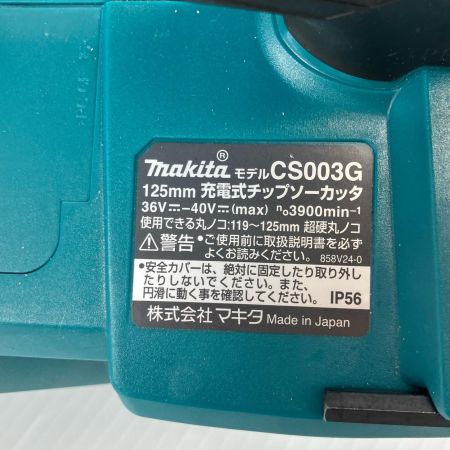 makita® モデル CS003G
125mm 充電式チップソーカッタ
36V⎓-40V⎓(max) n₀3900min⁻¹
使用できる丸ノコ:119~125mm 超硬丸ノコ
⚠警告 ●ご使用前に取扱説明書を必ず
よくお読みください。 858V24-0
●安全カバーは、絶対に固定したり取り外し
たりしないでください。また、
円滑に動く事を確認してください。 IP56
株式会社 マキタ Made in Japan